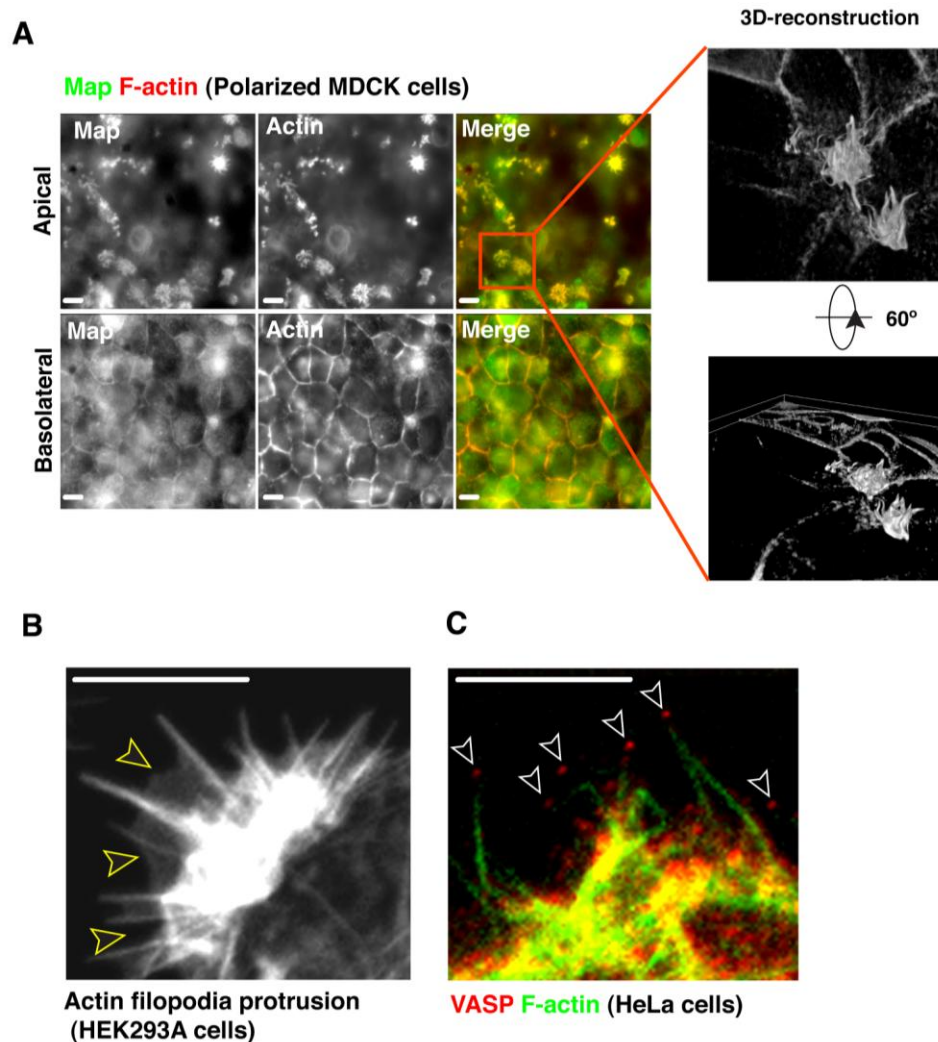 A
3D-reconstruction
Map F-actin (Polarized MDCK cells)
Apical
Map
Actin
Merge
Basolateral
Map
Actin
Merge
60º
B
C
Actin filopodia protrusion
(HEK293A cells)
VASP F-actin (HeLa cells)